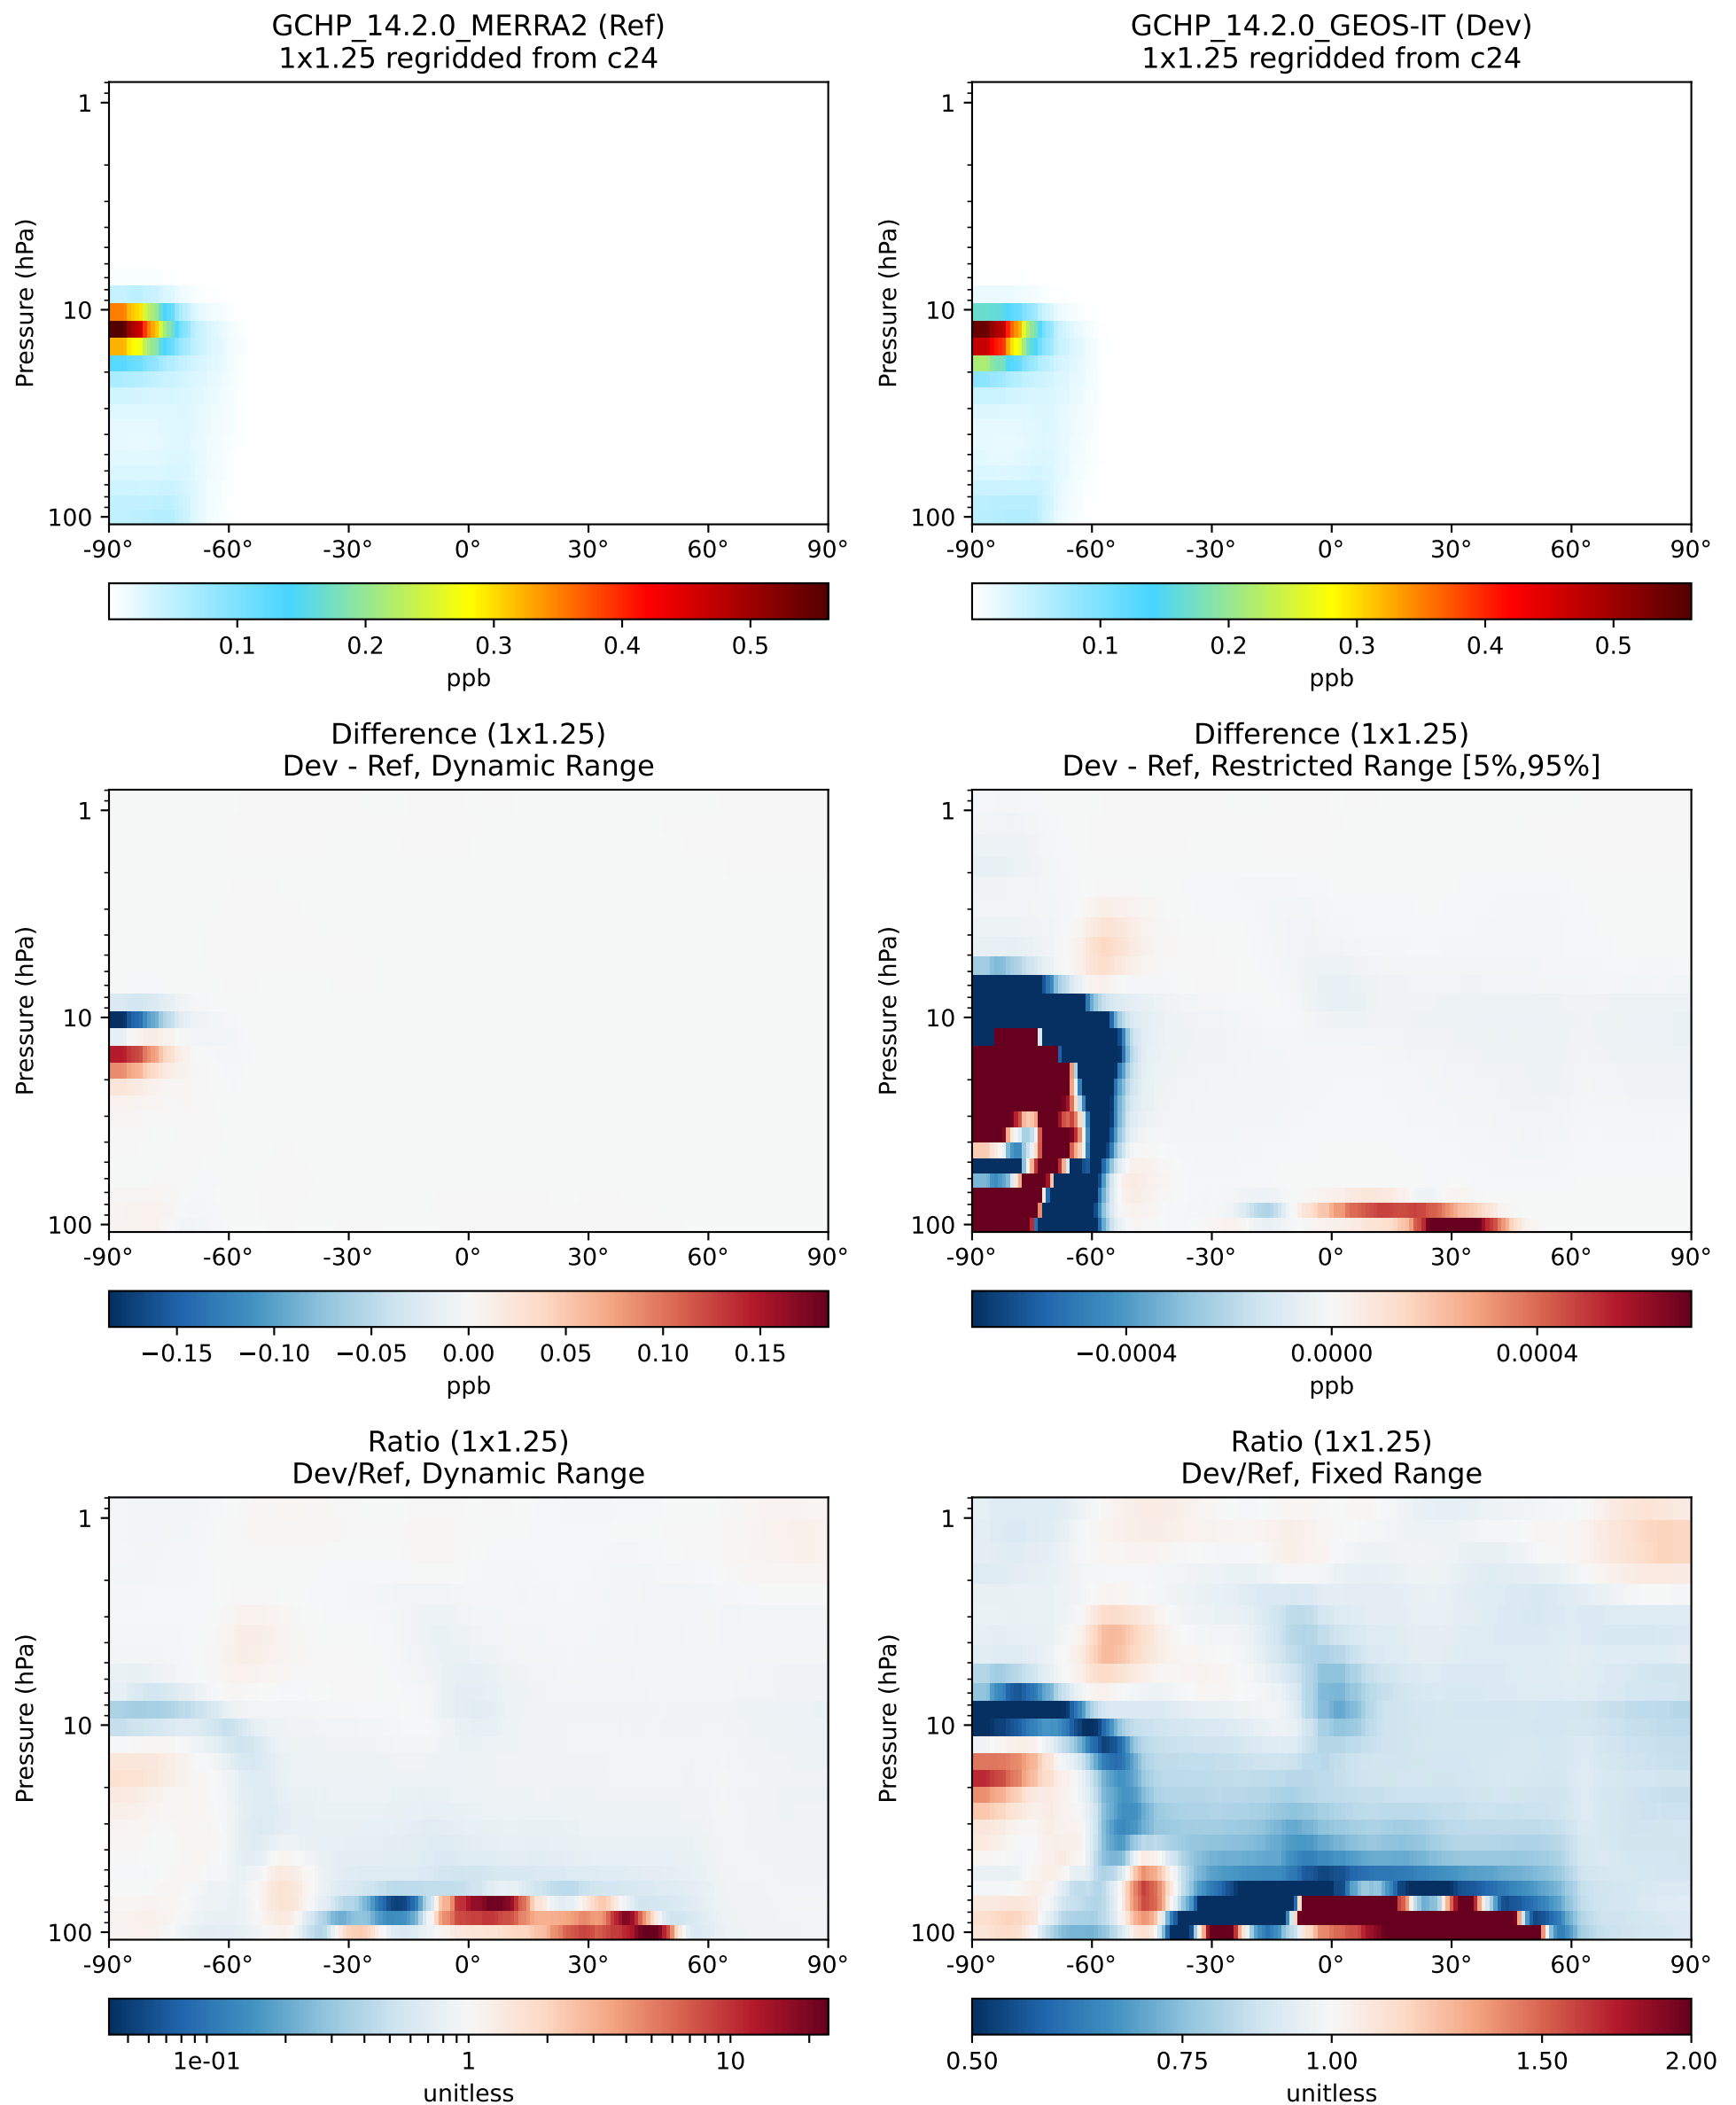 GCHP_14.2.0_MERRA2 (Ref)
1x1.25 regridded from c24
Pressure (hPa)
1
10
100
-90° -60° -30° 0° 30° 60° 90°
0.1 0.2 0.3 0.4 0.5
ppb
GCHP_14.2.0_GEOS-IT (Dev)
1x1.25 regridded from c24
Pressure (hPa)
1
10
100
-90° -60° -30° 0° 30° 60° 90°
0.1 0.2 0.3 0.4 0.5
ppb
Difference (1x1.25)
Dev - Ref, Dynamic Range
Pressure (hPa)
1
10
100
-90° -60° -30° 0° 30° 60° 90°
−0.15 −0.10 −0.05 0.00 0.05 0.10 0.15
ppb
Difference (1x1.25)
Dev - Ref, Restricted Range [5%,95%]
Pressure (hPa)
1
10
100
-90° -60° -30° 0° 30° 60° 90°
−0.0004 0.0000 0.0004
ppb
Ratio (1x1.25)
Dev/Ref, Dynamic Range
Pressure (hPa)
1
10
100
-90° -60° -30° 0° 30° 60° 90°
1e-01 1 10
unitless
Ratio (1x1.25)
Dev/Ref, Fixed Range
Pressure (hPa)
1
10
100
-90° -60° -30° 0° 30° 60° 90°
0.50 0.75 1.00 1.50 2.00
unitless